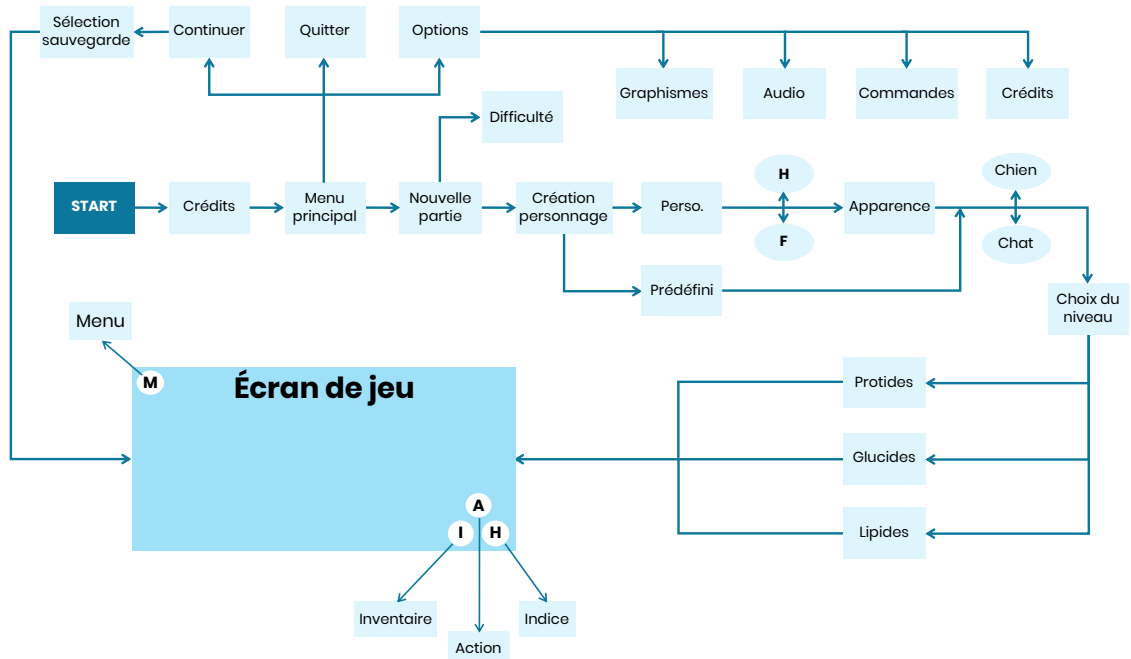 Sélection
sauvegarde
Continuer
Quitter
Options
Graphismes
Audio
Commandes
Crédits
Difficulté
START
Crédits
Menu
principal
Nouvelle
partie
Création
personnage
Perso.
H
F
Apparence
Chien
Chat
Prédéfini
Choix du
niveau
Menu
M
Écran de jeu
Protides
Glucides
Lipides
A
I
H
Inventaire
Action
Indice